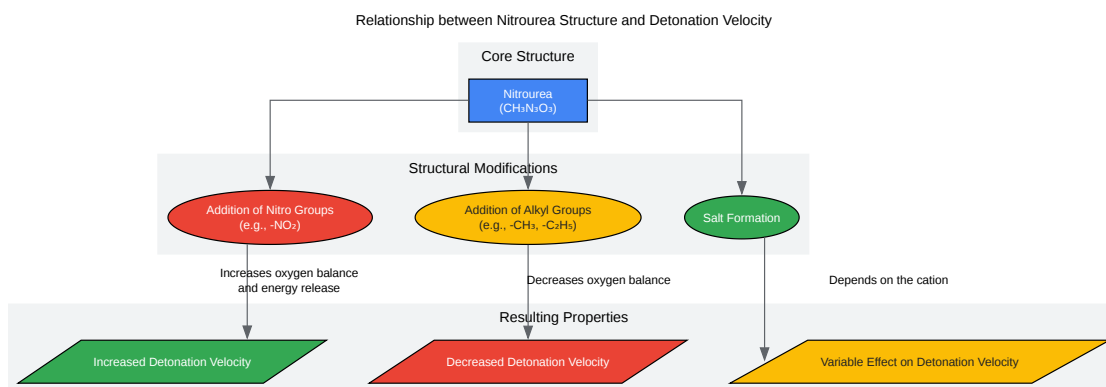 Relationship between Nitrourea Structure and Detonation Velocity
Core Structure
Nitrourea
(CH₃N₃O₃)
Structural Modifications
Addition of Nitro Groups
(e.g., -NO₂)
Addition of Alkyl Groups
(e.g., -CH₃, -C₂H₅)
Salt Formation
Increases oxygen balance
and energy release
Decreases oxygen balance
Depends on the cation
Resulting Properties
Increased Detonation Velocity
Decreased Detonation Velocity
Variable Effect on Detonation Velocity